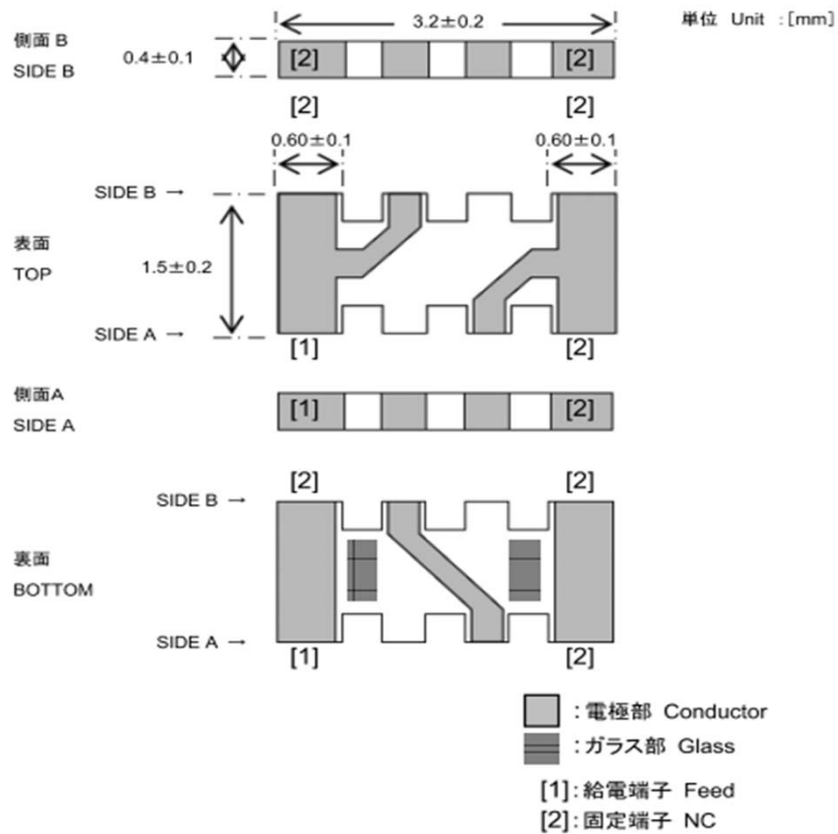 3.2±0.2
単位 Unit :[mm]
側面 B
SIDE B
0.4±0.1
[2] [2]
[2] [2]
0.60±0.1 0.60±0.1
SIDE B →
表面
TOP
1.5±0.2
SIDE A →
[1] [2]
側面A
SIDE A
[1] [2]
[2] [2]
SIDE B →
裏面
BOTTOM
SIDE A →
[1] [2]
:電極部 Conductor
:ガラス部 Glass
[1]:給電端子 Feed
[2]:固定端子 NC